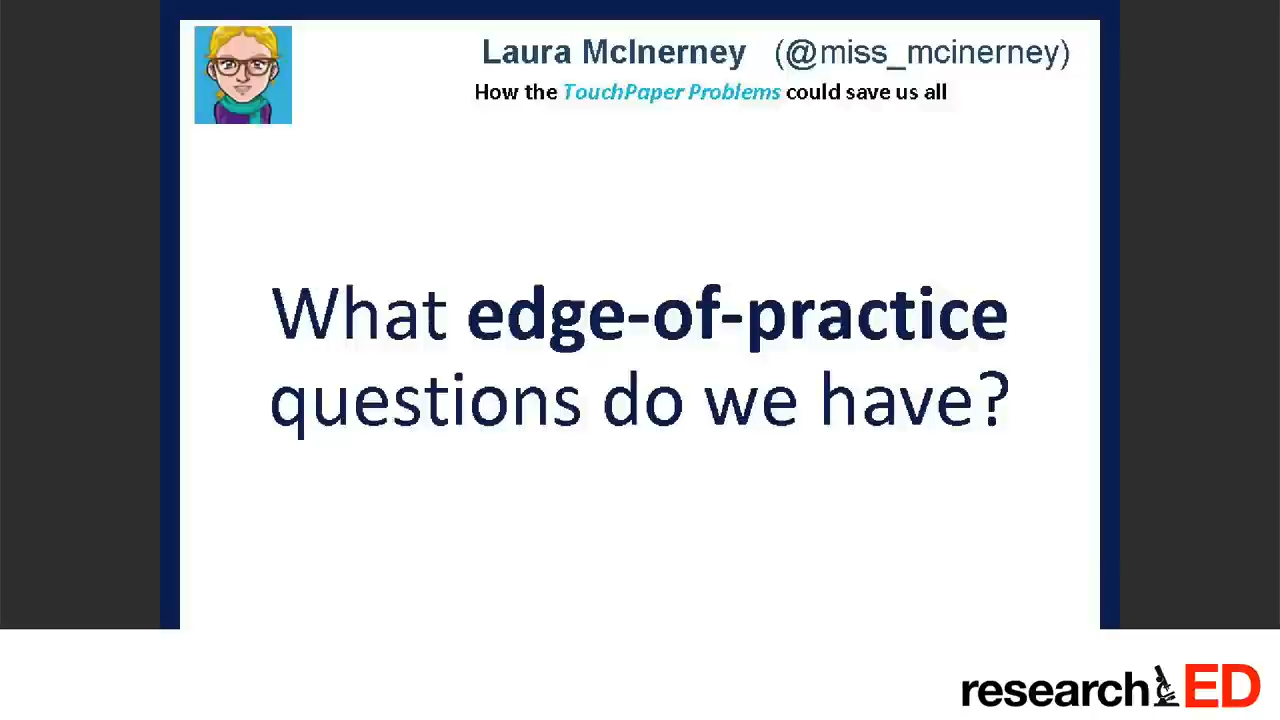 Laura McInerney (@miss_mcinerney)
How the TouchPaper Problems could save us all
What edge-of-practice
questions do we have?
researchED